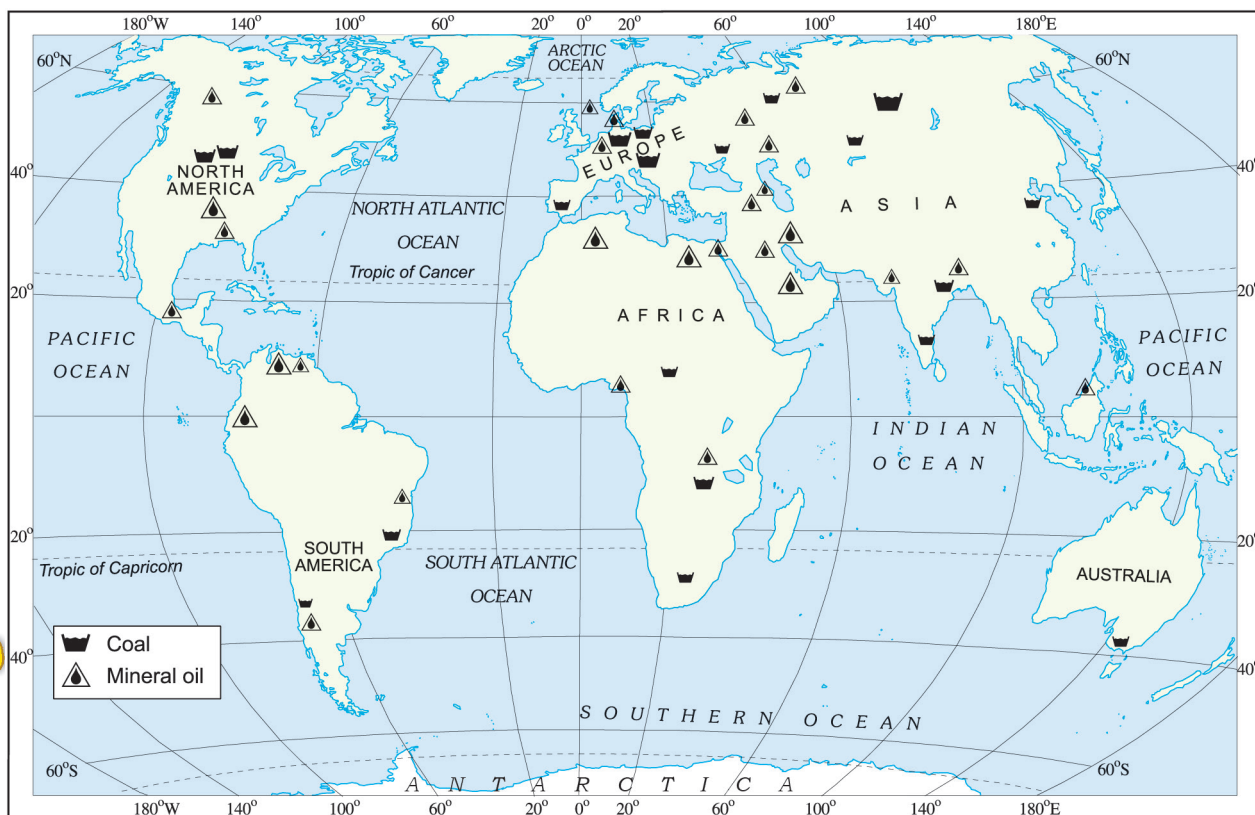 180°W 140° 100° 60° 20° 0° 20° 60° 100° 140° 180°E
ARCTIC
OCEAN
60°N
60°N
EUROPE
40°
40°
NORTH
AMERICA
NORTH ATLANTIC
OCEAN
ASIA
Tropic of Cancer
20°
20°
AFRICA
PACIFIC
OCEAN
PACIFIC
OCEAN
0°
INDIAN
OCEAN
20°
20°
SOUTH
AMERICA
SOUTH ATLANTIC
OCEAN
Tropic of Capricorn
AUSTRALIA
Coal
Mineral oil
40°
40°
SOUTHERN OCEAN
60°S
60°S
ANTARCTICA
180°W 140° 100° 60° 20° 0° 20° 60° 100° 140° 180°E